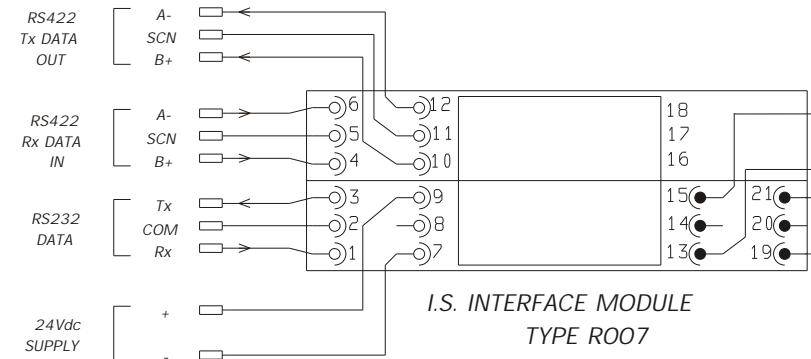 RS422
Tx DATA
OUT
A-
SCN
B+
RS422
Rx DATA
IN
A-
SCN
B+
RS232
DATA
Tx
COM
Rx
24Vdc
SUPPLY
+
-
6
5
4
3
2
1
12
11
10
9
8
7
18
17
16
15
14
13
21
20
19
I.S. INTERFACE MODULE
TYPE R007